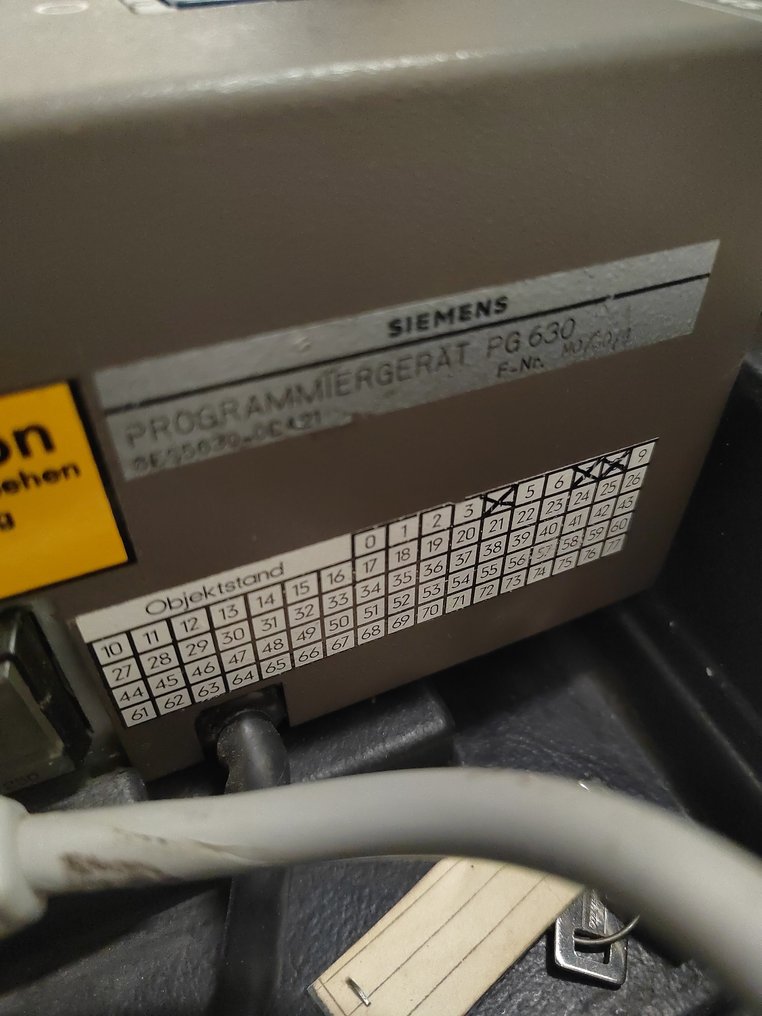 SIEMENS
PROGRAMMIERGERÄT PG 630
F-Nr.
on
ehen
g
Objektstand
0 1 2 3 5 6 9
10 11 12 13 14 15 16 17 18 19 20 21 22 23 24 25 26
27 28 29 30 31 32 33 34 35 36 37 38 39 40 41 42 43
44 45 46 47 48 49 50 51 52 53 54 55 56 57 58 59 60
61 62 63 64 65 66 67 68 69 70 71 72 73 74 75 76 77